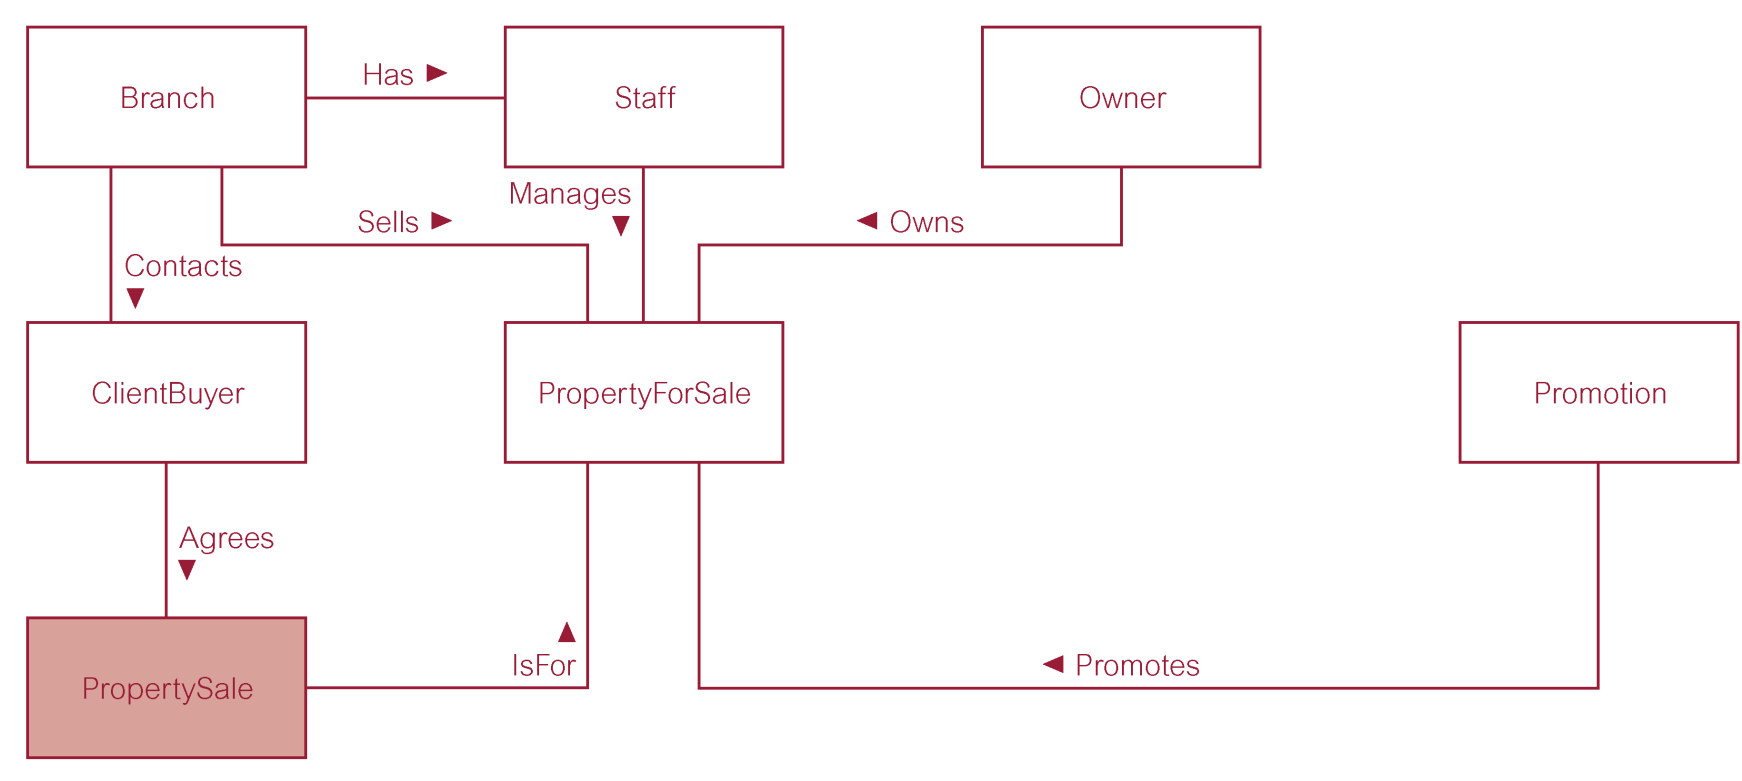 Branch
Has ►
Staff
Owner
Manages
▼
Sells ►
◄ Owns
Contacts
▼
ClientBuyer
PropertyForSale
Promotion
Agrees
▼
▲
IsFor
◄ Promotes
PropertySale